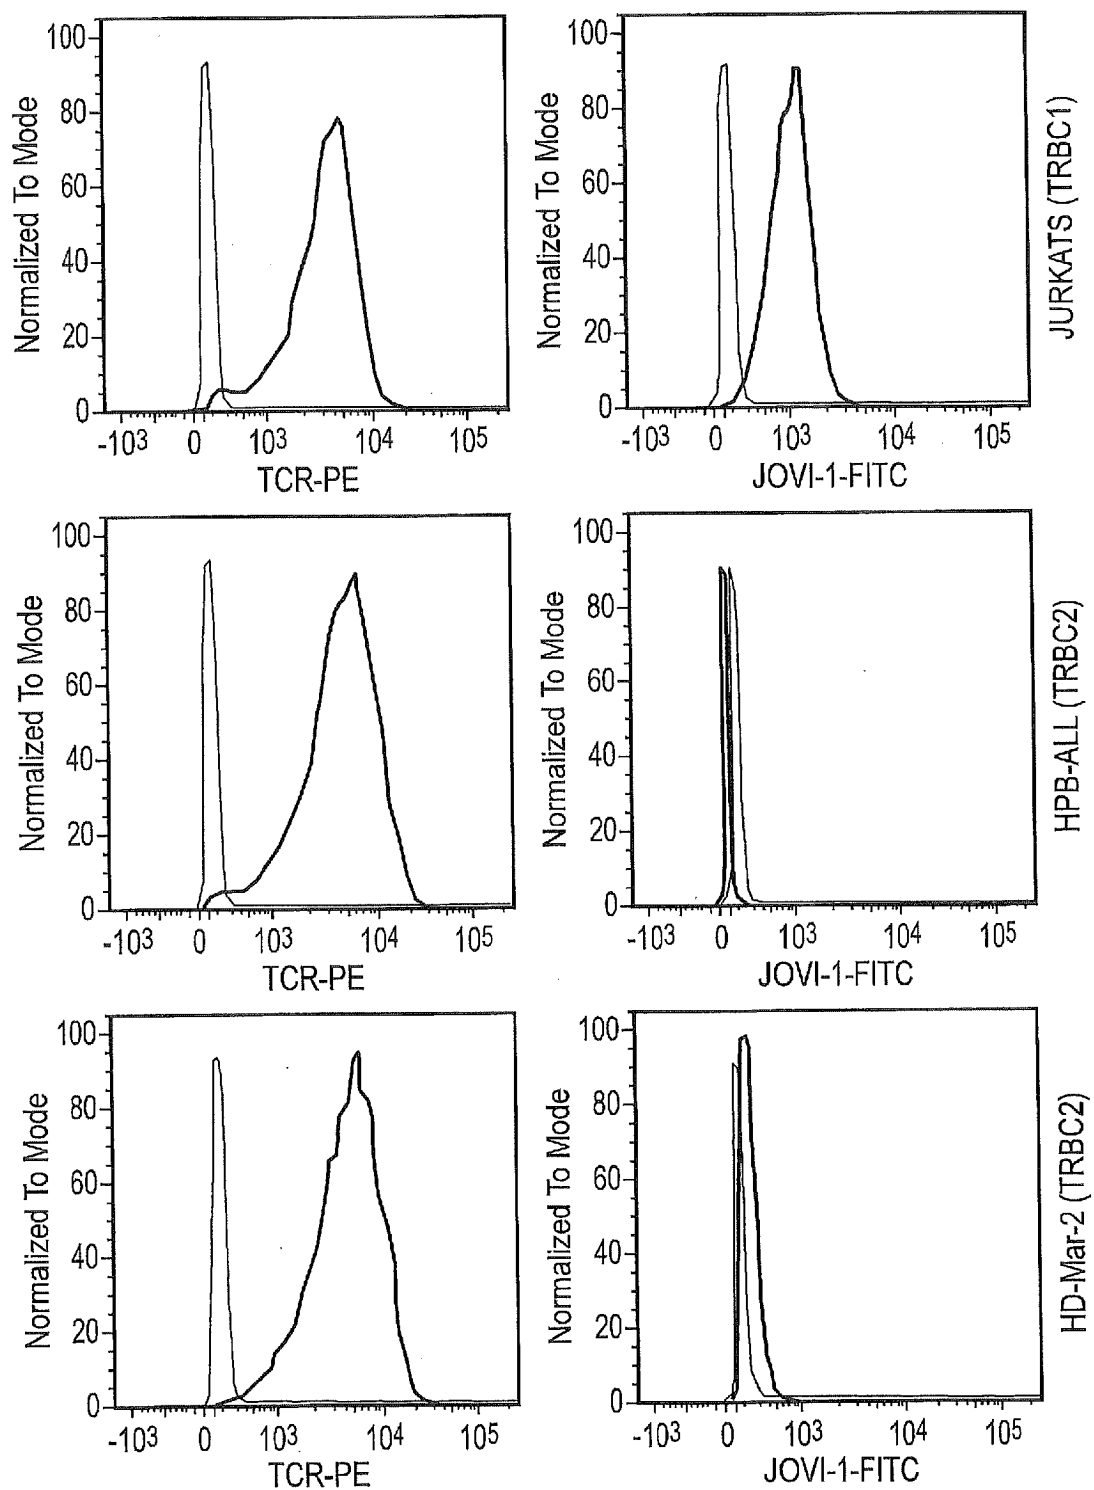 100
80
60
40
20
0
Normalized To Mode
-10³ 0 10³ 10⁴ 10⁵
TCR-PE
100
80
60
40
20
0
Normalized To Mode
-10³ 0 10³ 10⁴ 10⁵
JOVI-1-FITC
JURKATS (TRBC1)
100
80
60
40
20
0
Normalized To Mode
-10³ 0 10³ 10⁴ 10⁵
TCR-PE
100
80
60
40
20
0
Normalized To Mode
-10³ 0 10³ 10⁴ 10⁵
JOVI-1-FITC
HPB-ALL (TRBC2)
100
80
60
40
20
0
Normalized To Mode
-10³ 0 10³ 10⁴ 10⁵
TCR-PE
100
80
60
40
20
0
Normalized To Mode
-10³ 0 10³ 10⁴ 10⁵
JOVI-1-FITC
HD-Mar-2 (TRBC2)